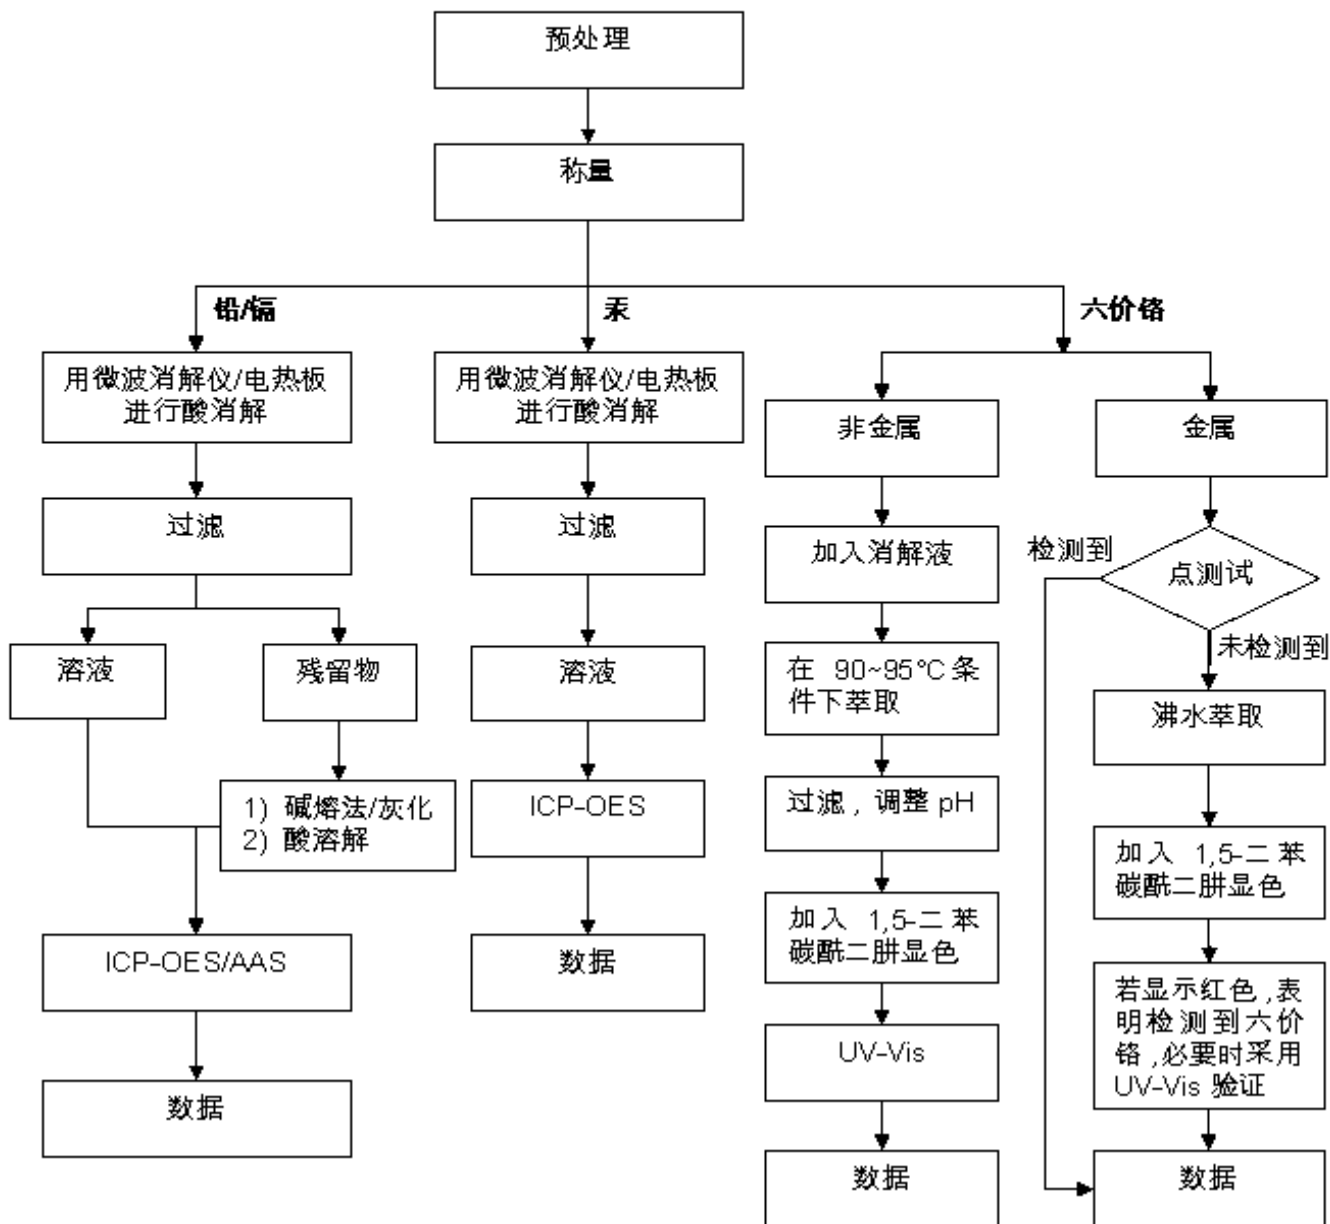 预处理
称量
铅/镉
汞
六价铬
用微波消解仪/电热板
进行酸消解
用微波消解仪/电热板
进行酸消解
非金属
金属
过滤
过滤
加入消解液
检测到
点测试
未检测到
溶液
残留物
溶液
在 90~95°C 条
件下萃取
沸水萃取
1) 碱熔法/灰化
2) 酸溶解
ICP-OES
过滤，调整 pH
加入 1,5-二苯
碳酰二肼显色
加入 1,5-二苯
碳酰二肼显色
ICP-OES/AAS
数据
若显示红色，表
明检测到六价
铬，必要时采用
UV-Vis 验证
UV-Vis
数据
数据
数据